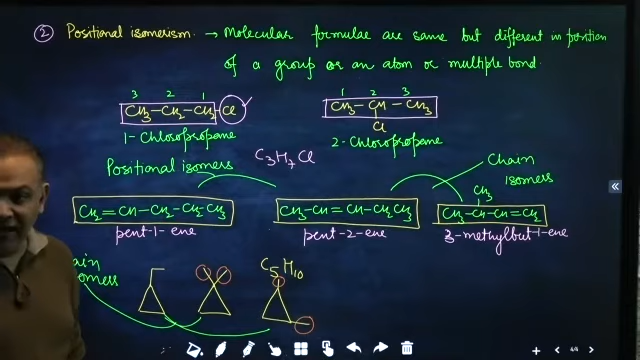 ② Positional isomerism → Molecular formulae are same but different in position
of a group or an atom or multiple bond.
3 2 1
CH₃-CH₂-CH₂-Cl
1-Chloropropane
1 2 3
CH₃-CH-CH₃
Cl
2-Chloropropane
Positional isomers
C₃H₇Cl
Chain
isomers
CH₂=CH-CH₂-CH₂CH₃
pent-1-ene
CH₃-CH=CH-CH₂CH₃
pent-2-ene
CH₃
CH₃-CH-CH=CH₂
3-methylbut-1-ene
C₅H₁₀